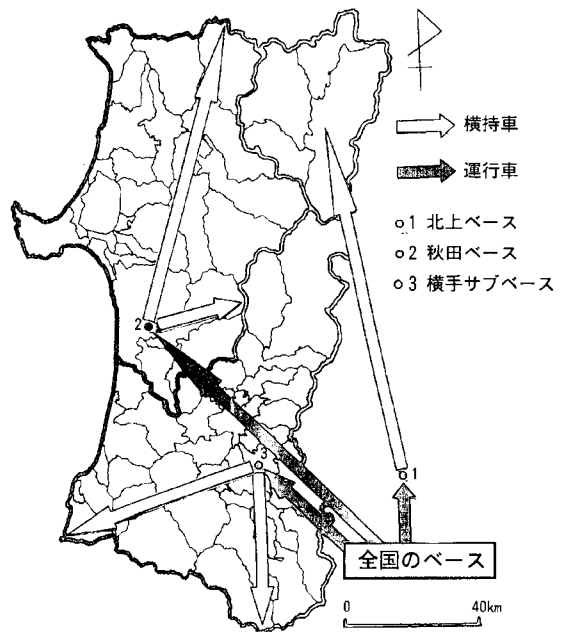 横持車
運行車
1 北上ベース
2 秋田ベース
3 横手サブベース
2
3
1
全国のベース
0 40km